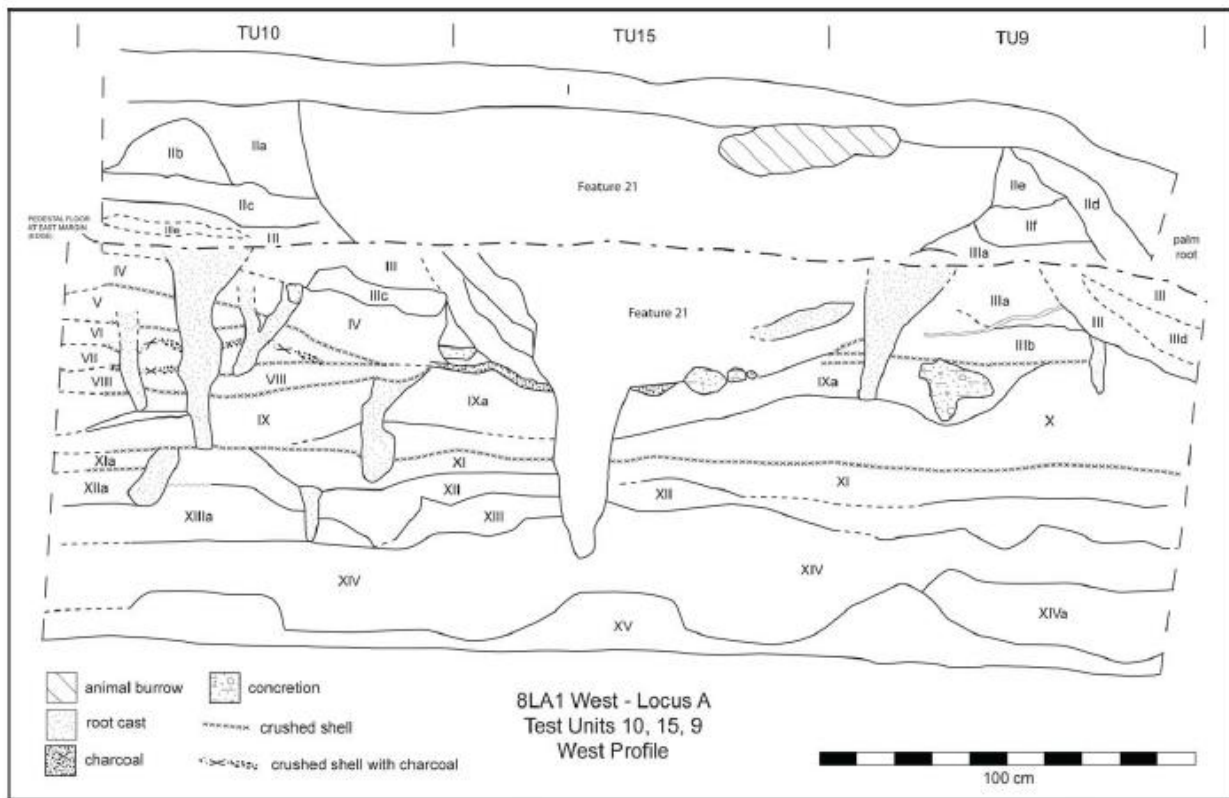 TU10 TU15 TU9
I
IIb IIa
Feature 21
IIe
IId
IIc
IIf
PEDESTAL FLOOR
AT EAST MARGIN
(EDGE)
IIIe III
IIIa
palm
root
IV III
IIIc
IIIa III
V IV
Feature 21
III
VI
IIId
VII
IIIb
VIII VIII
IXa IXa
IX X
XIa XI
XI
XIIa XII XII
XIIIa XIII
XIV XIV
XV XIVa
animal burrow concretion
root cast crushed shell
charcoal crushed shell with charcoal
8LA1 West - Locus A
Test Units 10, 15, 9
West Profile
100 cm